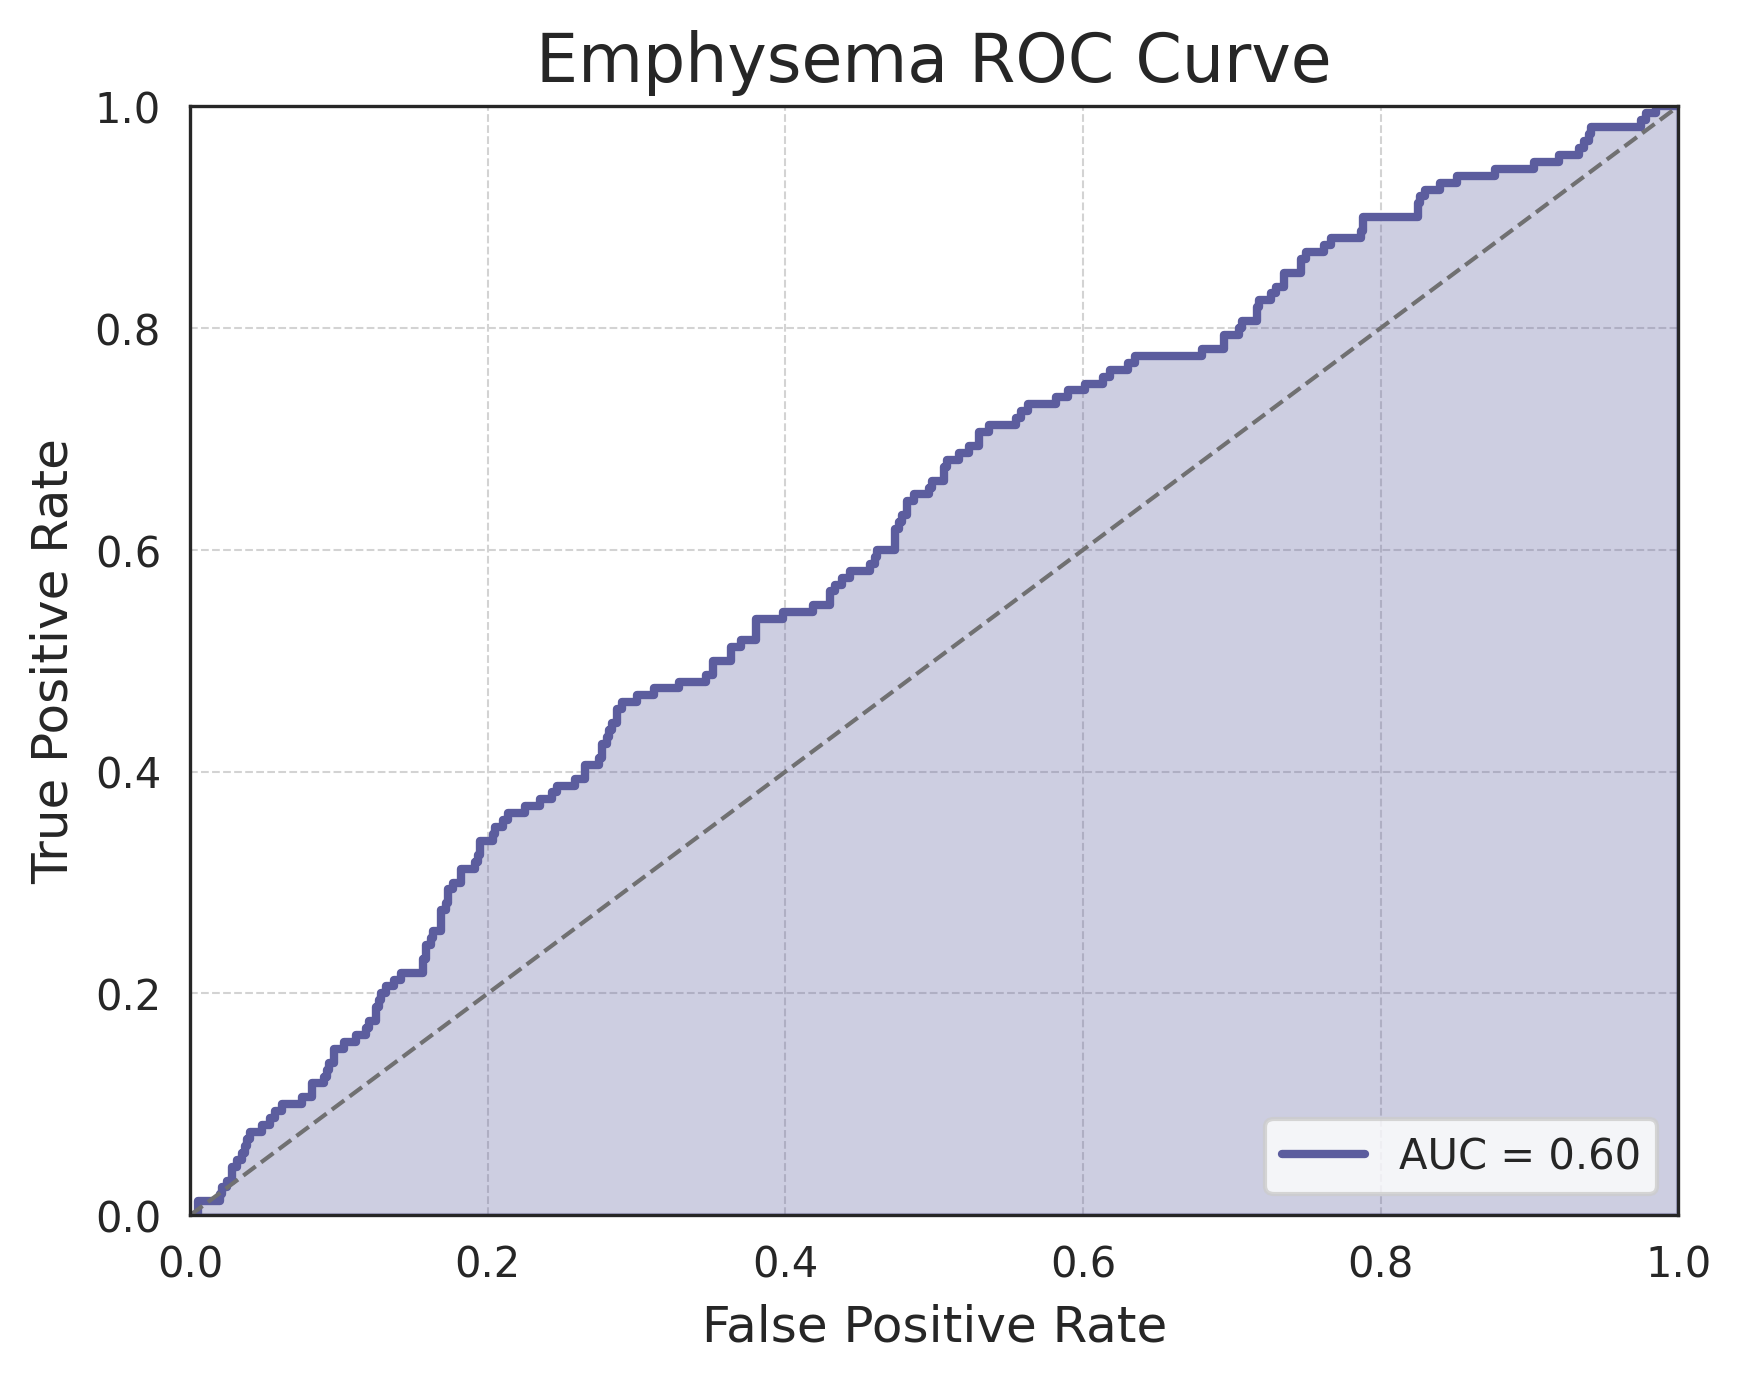 Emphysema ROC Curve
1.0
0.8
0.6
0.4
0.2
0.0
True Positive Rate
AUC = 0.60
0.0 0.2 0.4 0.6 0.8 1.0
False Positive Rate